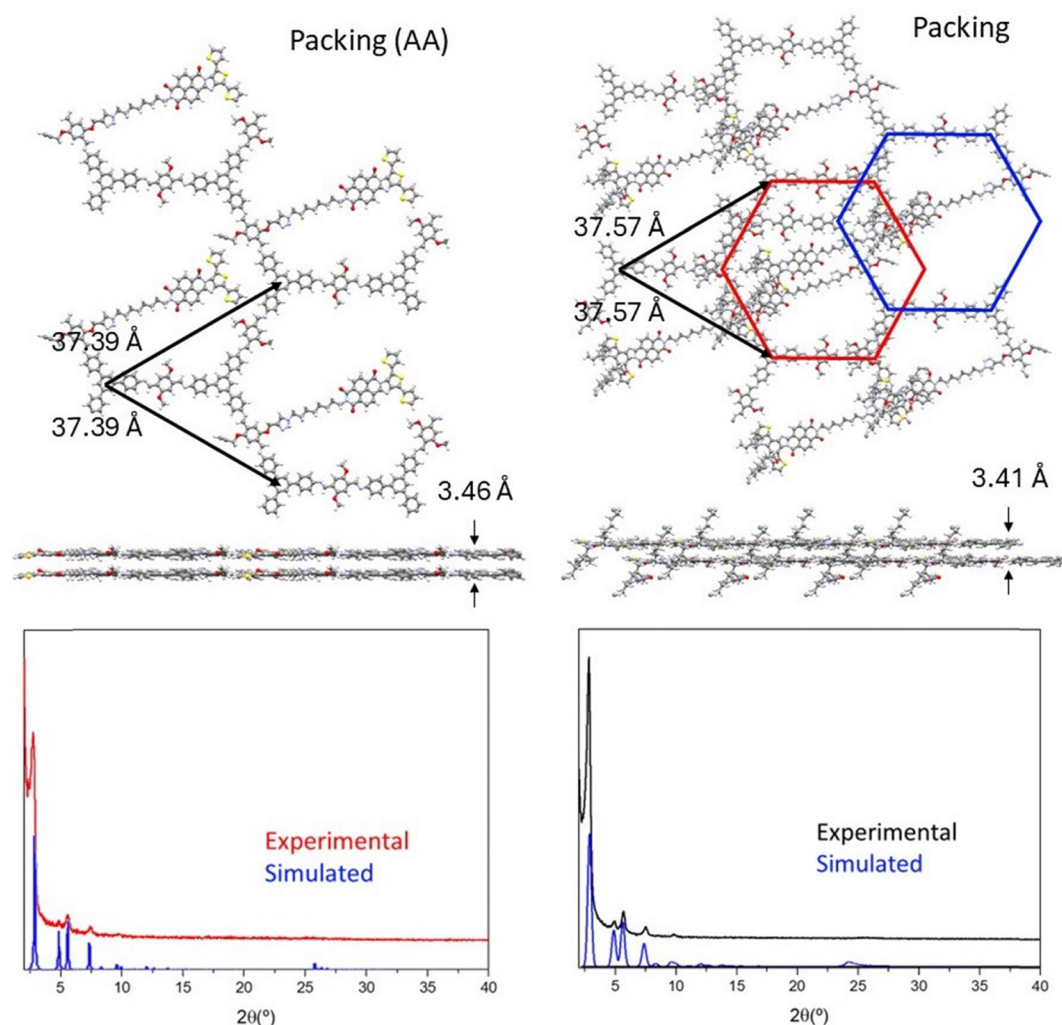 Packing (AA)
37.39 Å
37.39 Å
3.46 Å
Experimental
Simulated
5 10 15 20 25 30 35 40
2θ(º)
Packing
37.57 Å
37.57 Å
3.41 Å
Experimental
Simulated
5 10 15 20 25 30 35 40
2θ(º)